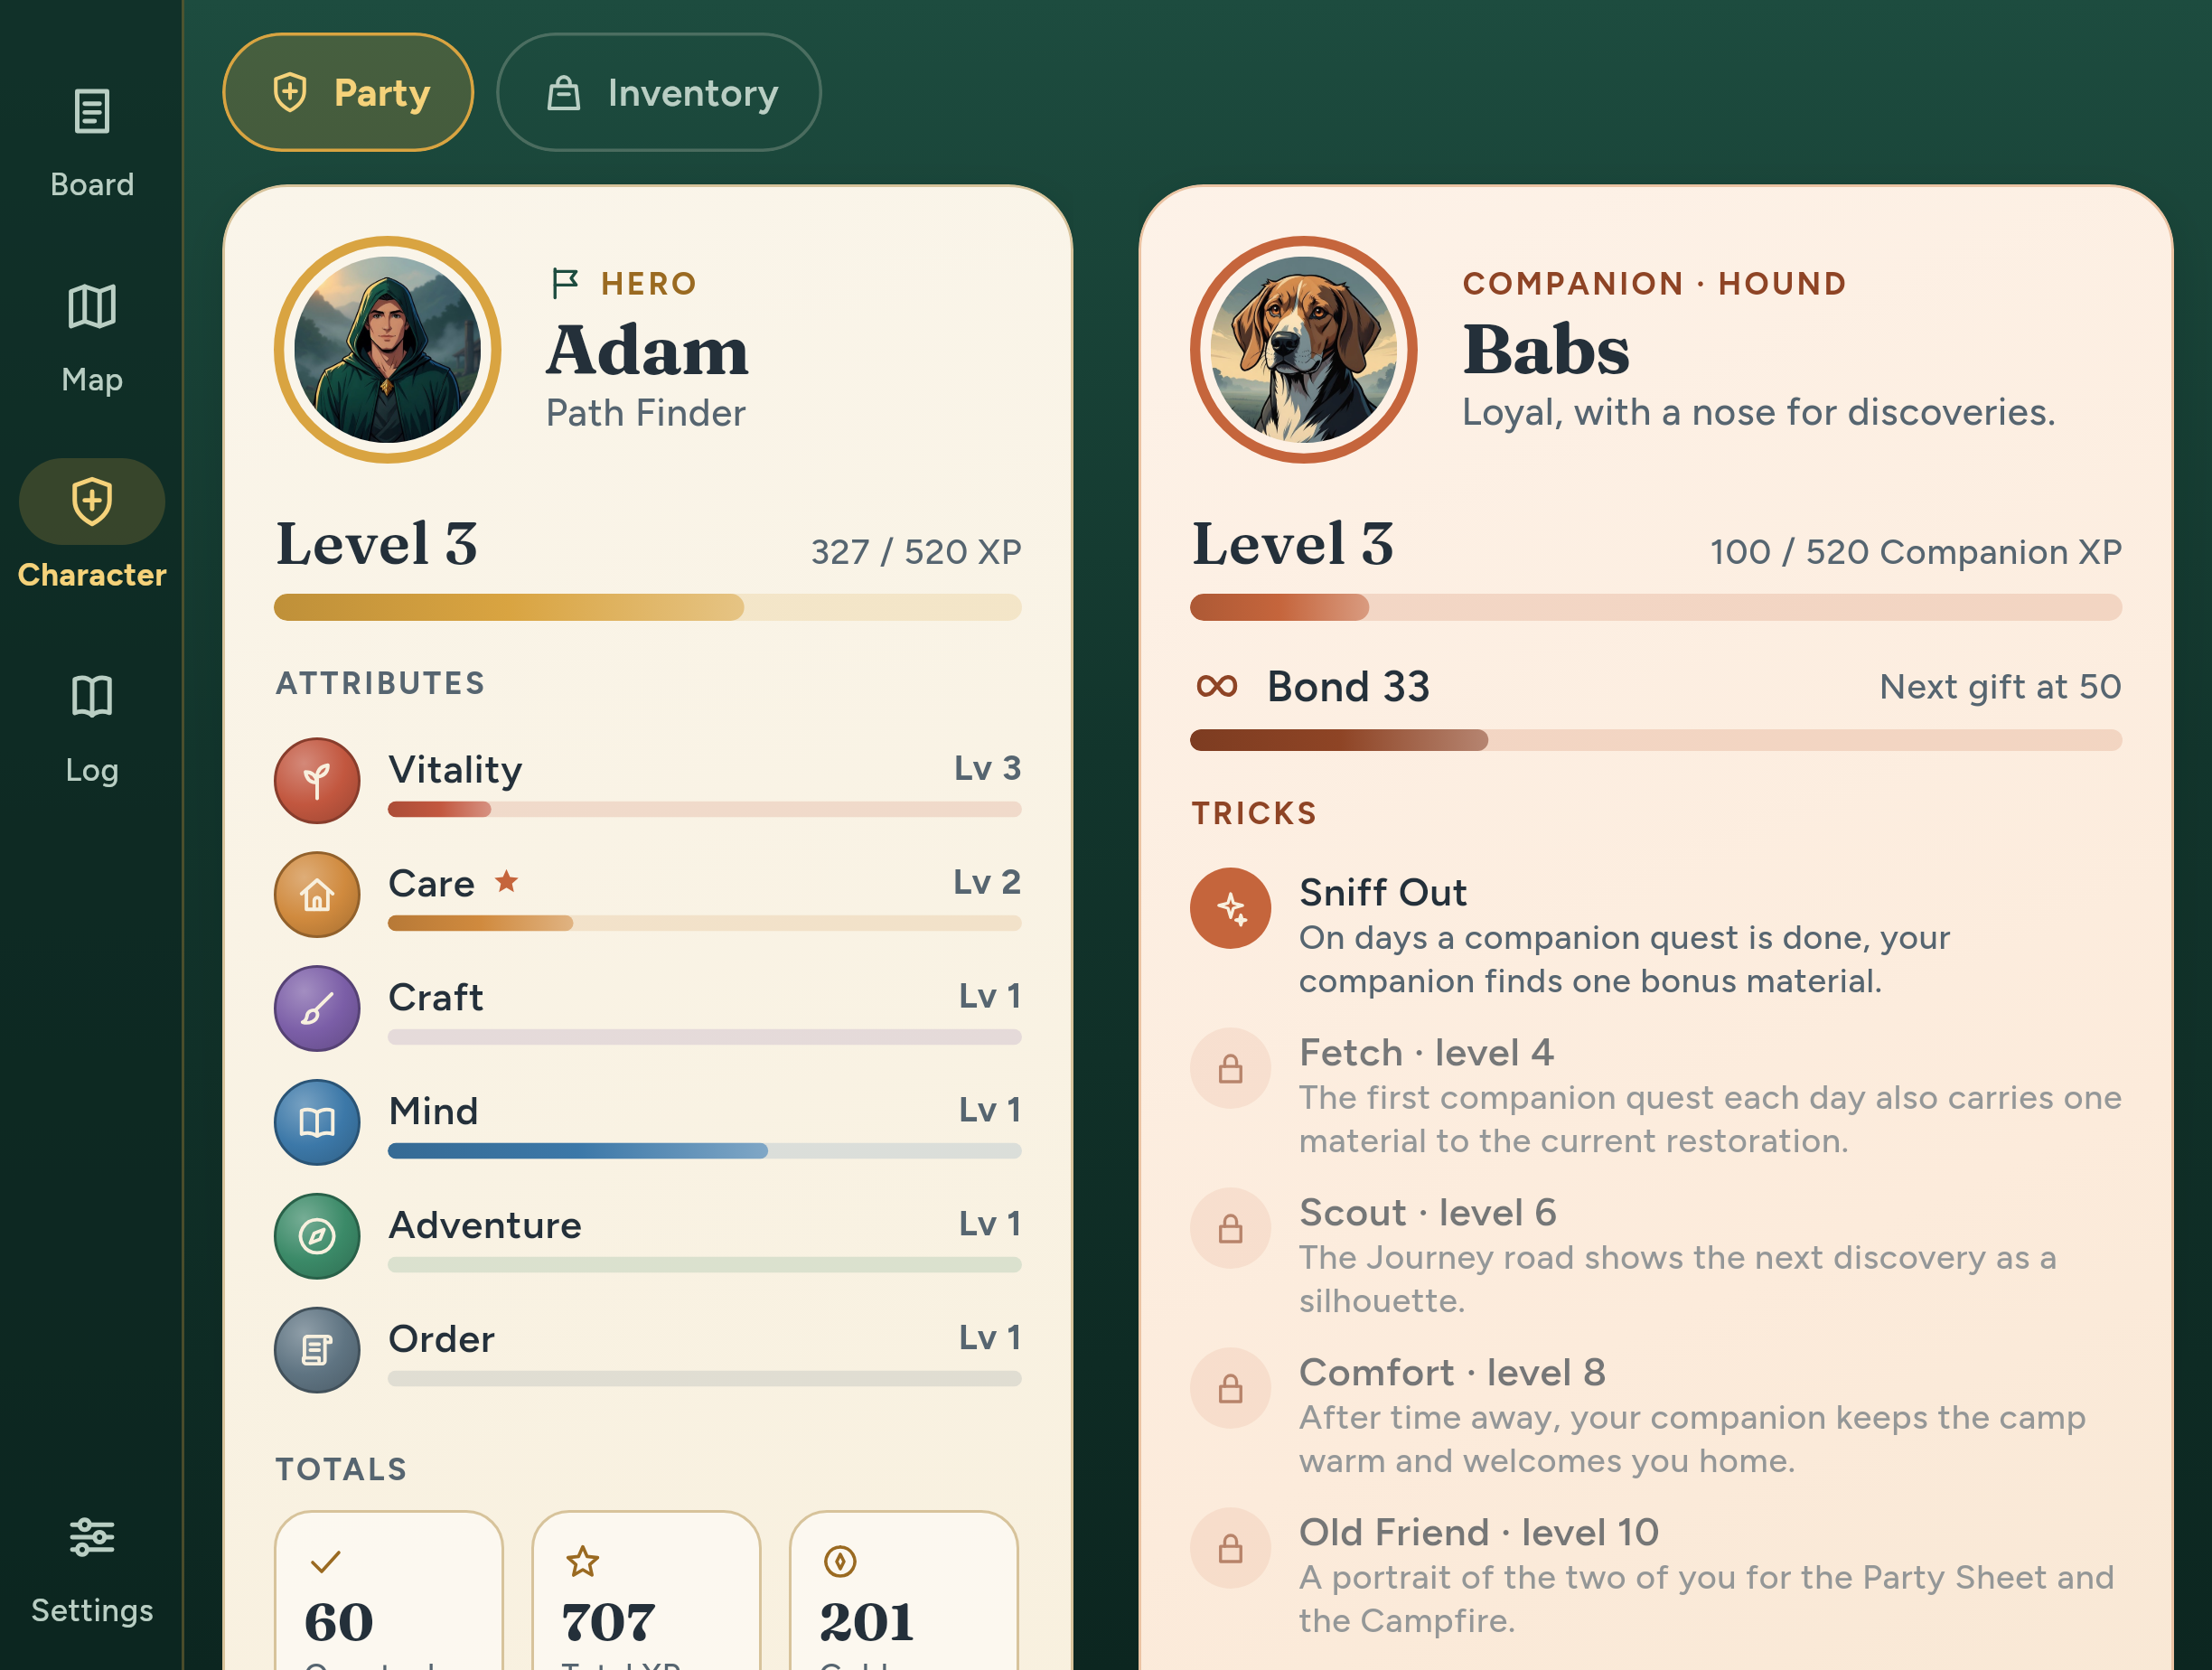 Board
Map
Character
Log
Settings
Party
Inventory
HERO
Adam
Path Finder
Level 3
327 / 520 XP
ATTRIBUTES
Vitality
Lv 3
Care
Lv 2
Craft
Lv 1
Mind
Lv 1
Adventure
Lv 1
Order
Lv 1
TOTALS
60
707
201
COMPANION · HOUND
Babs
Loyal, with a nose for discoveries.
Level 3
100 / 520 Companion XP
Bond 33
Next gift at 50
TRICKS
Sniff Out
On days a companion quest is done, your
companion finds one bonus material.
Fetch · level 4
The first companion quest each day also carries one
material to the current restoration.
Scout · level 6
The Journey road shows the next discovery as a
silhouette.
Comfort · level 8
After time away, your companion keeps the camp
warm and welcomes you home.
Old Friend · level 10
A portrait of the two of you for the Party Sheet and
the Campfire.